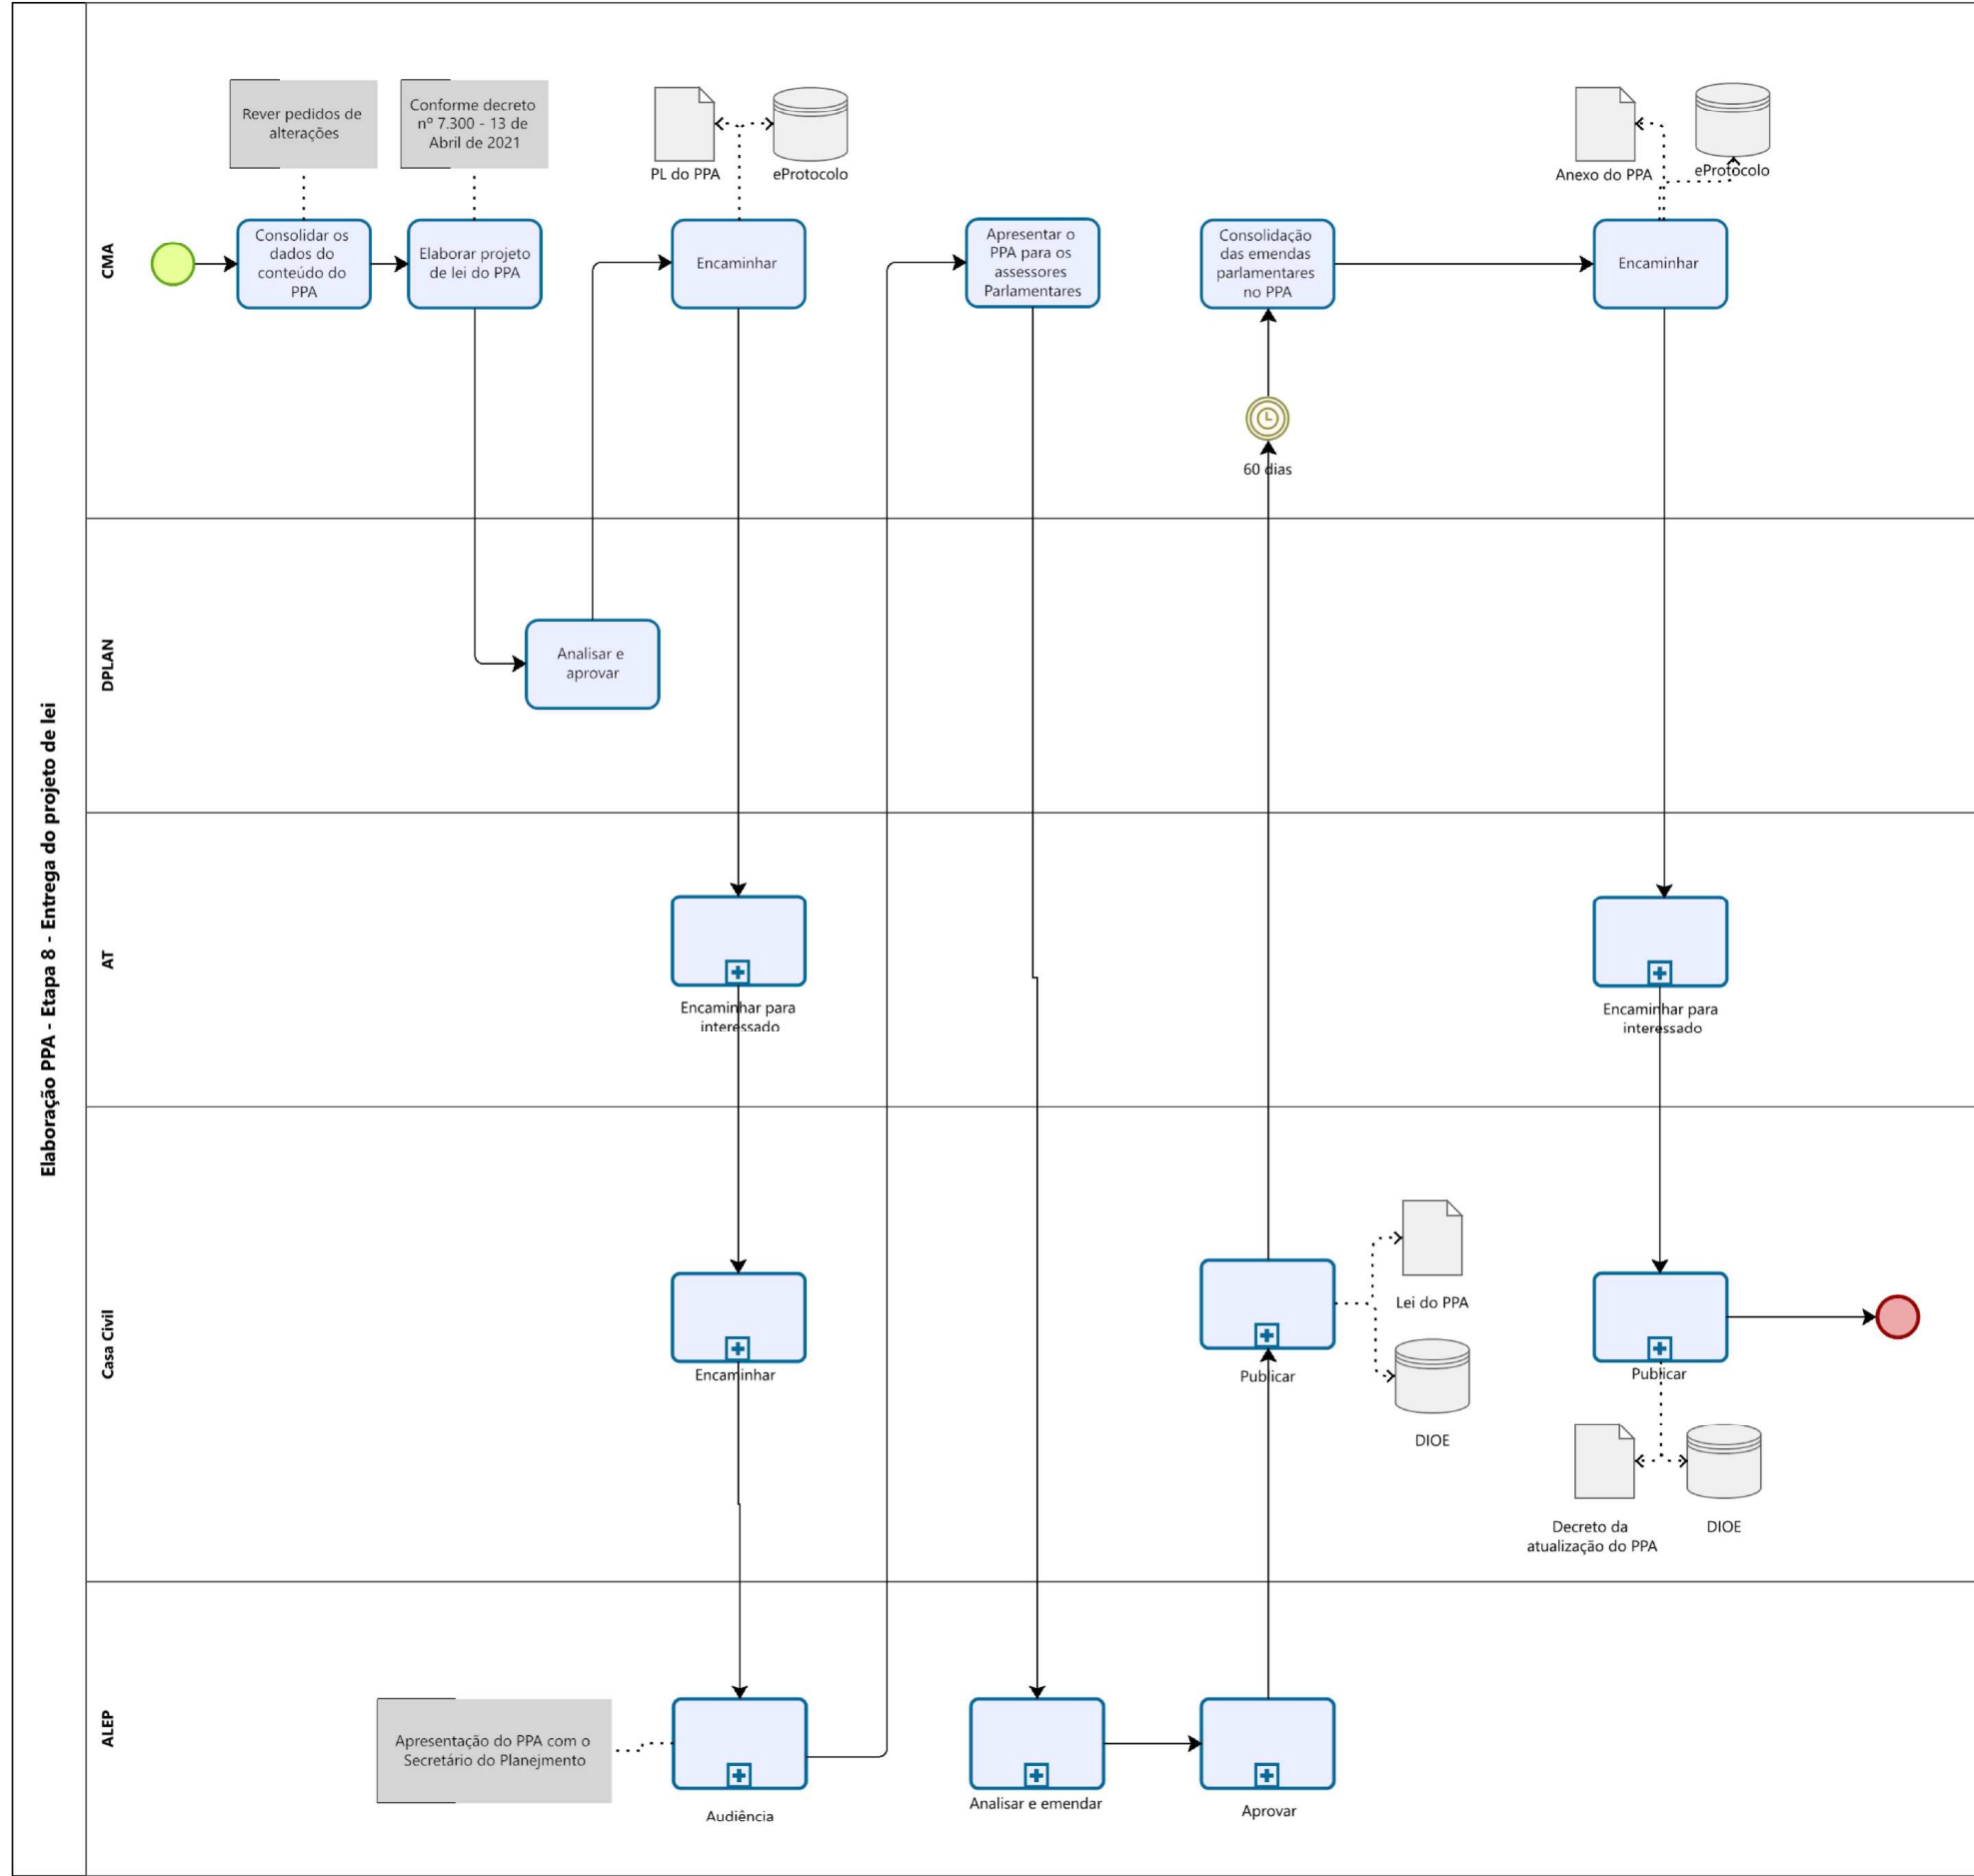 Elaboração PPA - Etapa 8 - Entrega do projeto de lei
CMA
Rever pedidos de
alterações
Conforme decreto
nº 7.300 - 13 de
Abril de 2021
PL do PPA
eProtocolo
Anexo do PPA
eProtocolo
Consolidar os
dados do
conteúdo do
PPA
Elaborar projeto
de lei do PPA
Encaminhar
Apresentar o
PPA para os
assessores
Parlamentares
Consolidação
das emendas
parlamentares
no PPA
Encaminhar
60 dias
DPLAN
Analisar e
aprovar
AT
Encaminhar para
interessado
Encaminhar para
interessado
Casa Civil
Encaminhar
Publicar
Lei do PPA
DIOE
Publicar
Decreto da
atualização do PPA
DIOE
ALEP
Apresentação do PPA com o
Secretário do Planejmento
Audiência
Analisar e emendar
Aprovar